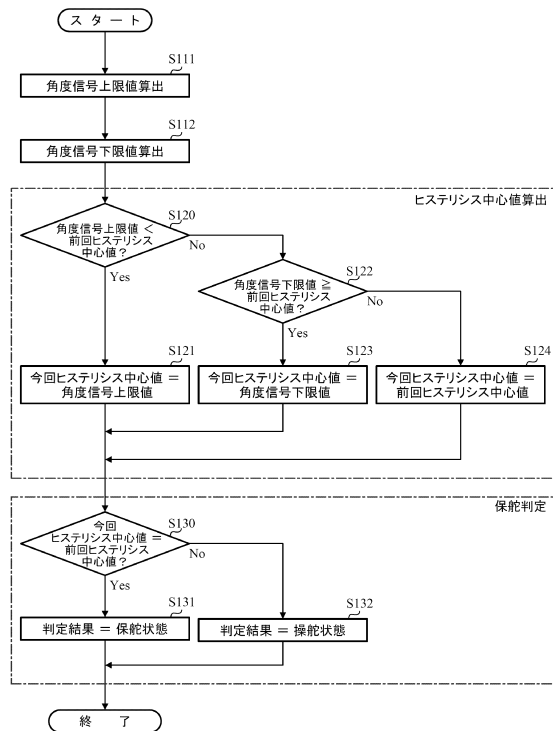 スタート
S111
角度信号上限値算出
S112
角度信号下限値算出
ヒステリシス中心値算出
S120
角度信号上限値 <
前回ヒステリシス
中心値?
No
Yes
S122
角度信号下限値 ≧
前回ヒステリシス
中心値?
No
Yes
S121
今回ヒステリシス中心値 =
角度信号上限値
S123
今回ヒステリシス中心値 =
角度信号下限値
S124
今回ヒステリシス中心値 =
前回ヒステリシス中心値
保舵判定
S130
今回
ヒステリシス中心値 =
前回ヒステリシス
中心値?
No
Yes
S131
判定結果 = 保舵状態
S132
判定結果 = 操舵状態
終 了